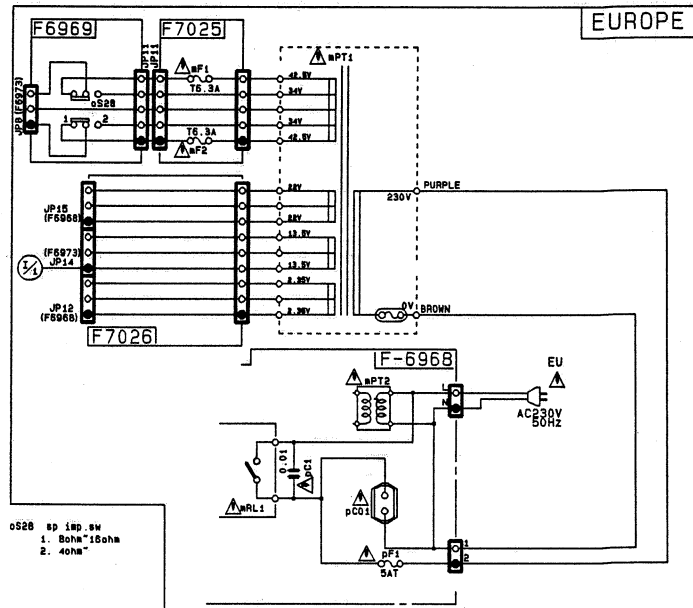 EUROPE
F6969
F7025
JP11
JP11
mPT1
mF1
T6.3A
42.5V
34V
JP8 (F6973)
oS28
1
2
34V
T6.3A
42.5V
mF2
22V
PURPLE
230V
JP15
(F6968)
22V
13.5V
(F6973)
JP14
I/1
13.5V
2.35V
JP12
(F6968)
2.35V
0V
BROWN
F7026
F-6968
EU
mPT2
L
N
AC230V
50Hz
0.01
pC1
mRL1
pC01
oS28 sp imp.sw
1. 8ohm~16ohm
2. 4ohm~
pF1
5AT
1
2